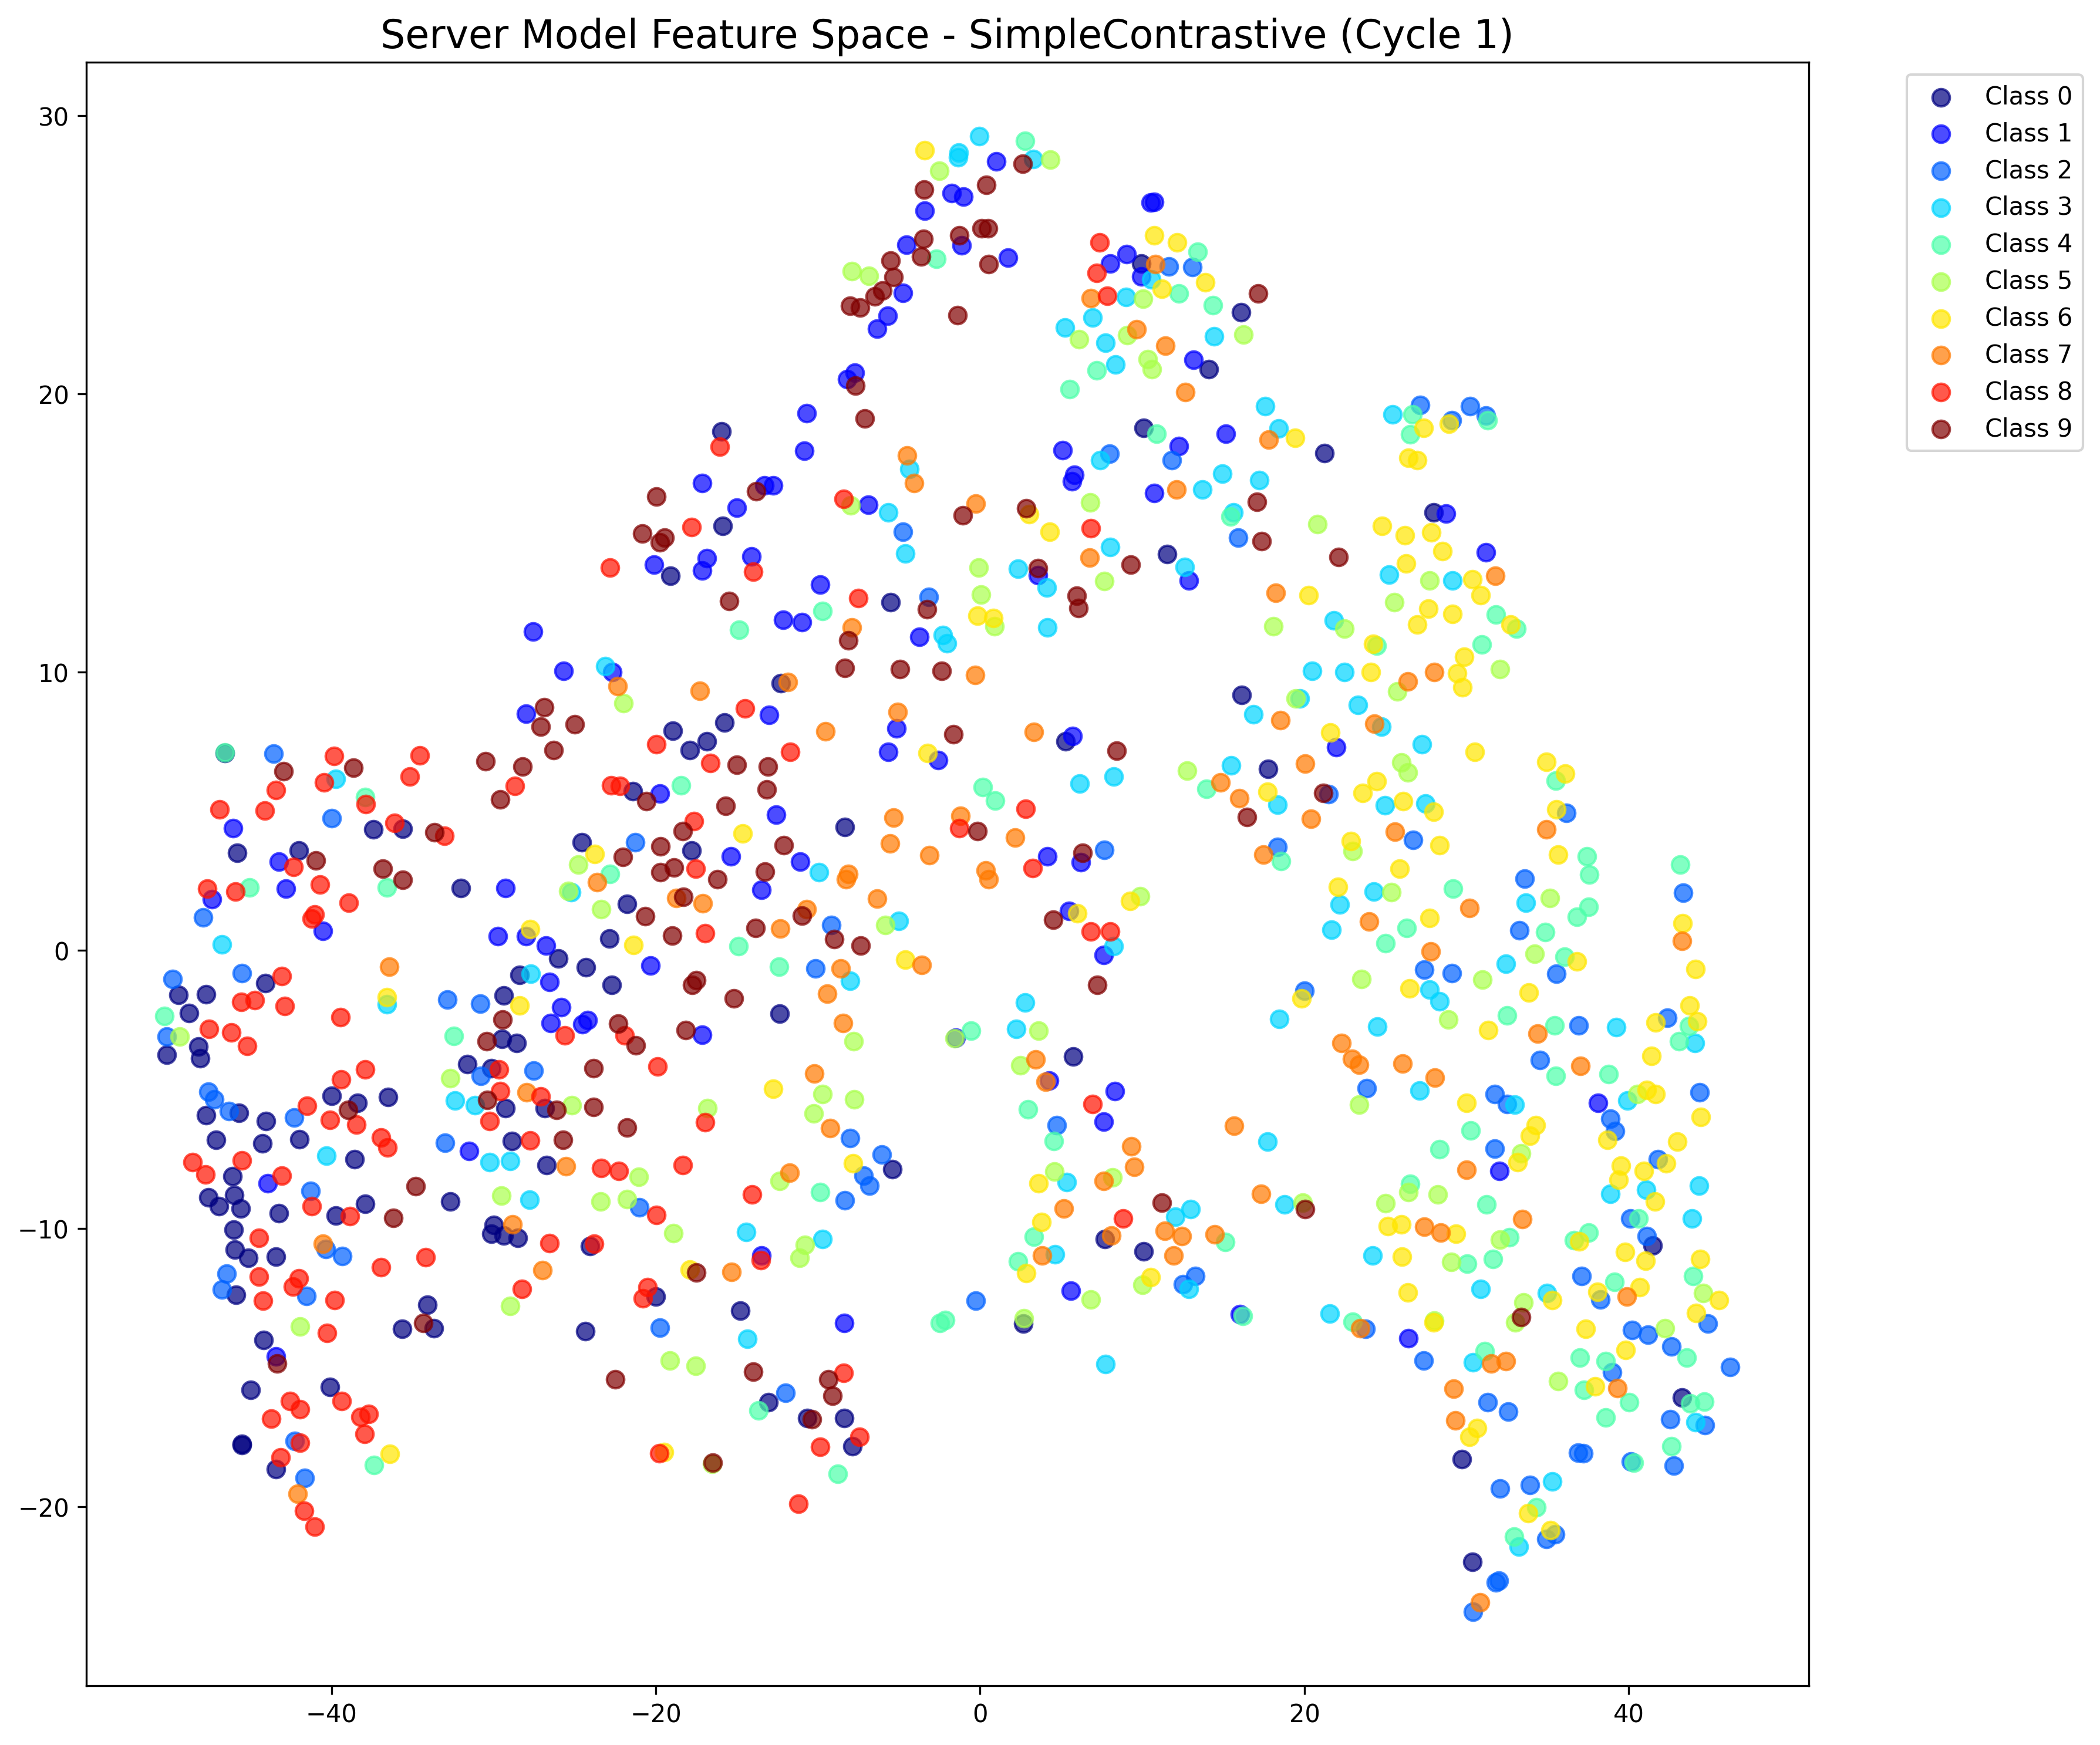 Server Model Feature Space - SimpleContrastive (Cycle 1)
30
20
10
0
−10
−20
−40
−20
0
20
40
Class 0
Class 1
Class 2
Class 3
Class 4
Class 5
Class 6
Class 7
Class 8
Class 9